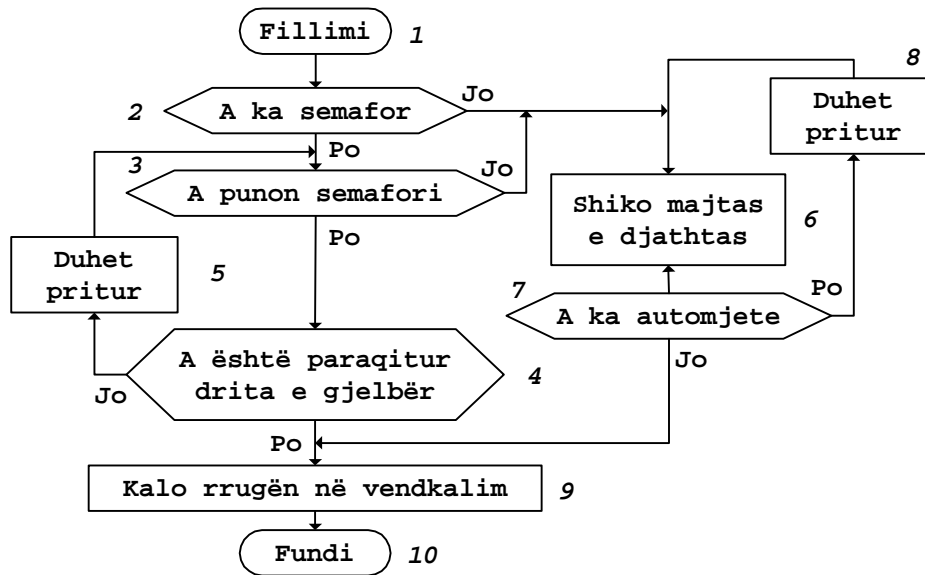 Fillimi
1
2
A ka semafor
Jo
Po
3
A punon semafori
Jo
Po
Duhet
pritur
5
A është paraqitur
drita e gjelbër
4
Jo
Po
8
Duhet
pritur
Shiko majtas
e djathtas
6
7
A ka automjete
Po
Jo
Kalo rrugën në vendkalim
9
Fundi
10